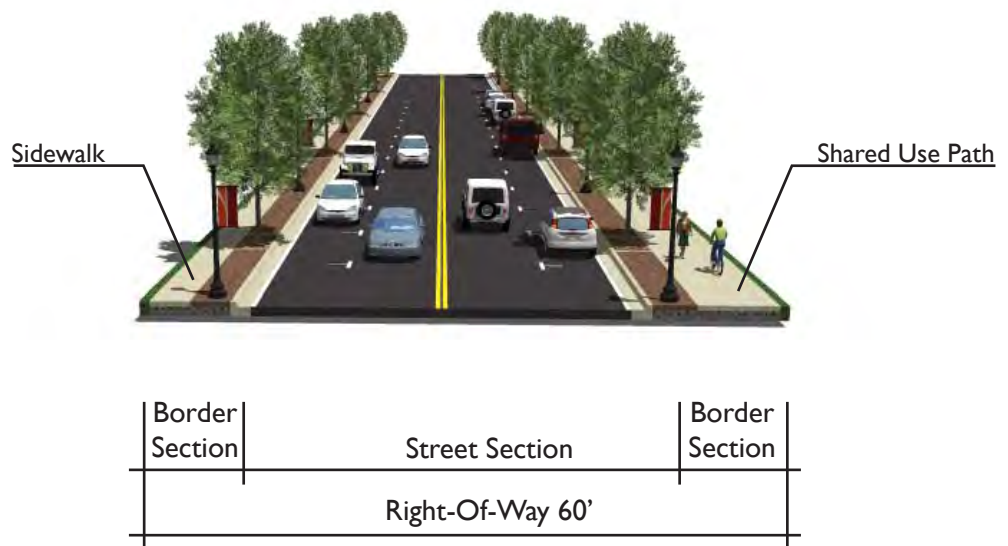 Sidewalk
Shared Use Path
Border
Section
Street Section
Border
Section
Right-Of-Way 60'